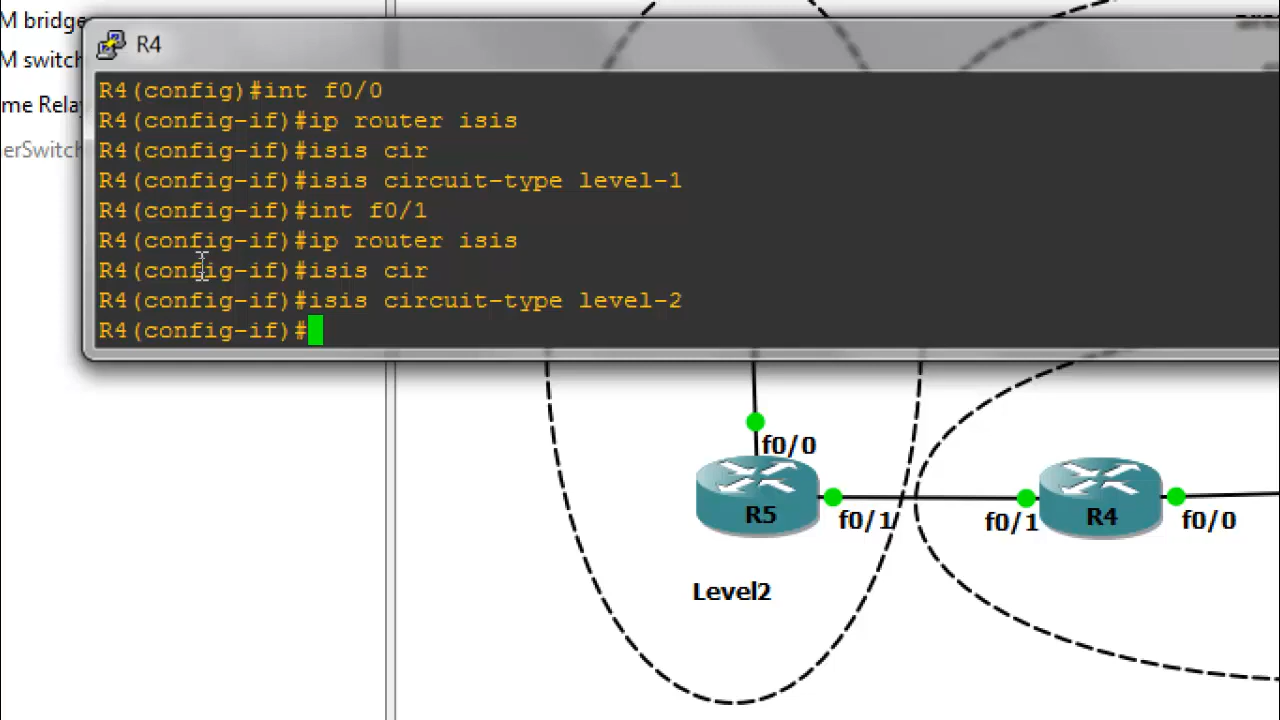 M bridge
M switch
me Relay
erSwitch
R4
R4(config)#int f0/0
R4(config-if)#ip router isis
R4(config-if)#isis cir
R4(config-if)#isis circuit-type level-1
R4(config-if)#int f0/1
R4(config-if)#ip router isis
R4(config-if)#isis cir
R4(config-if)#isis circuit-type level-2
R4(config-if)#
f0/0
R5
f0/1
f0/1
R4
f0/0
Level2